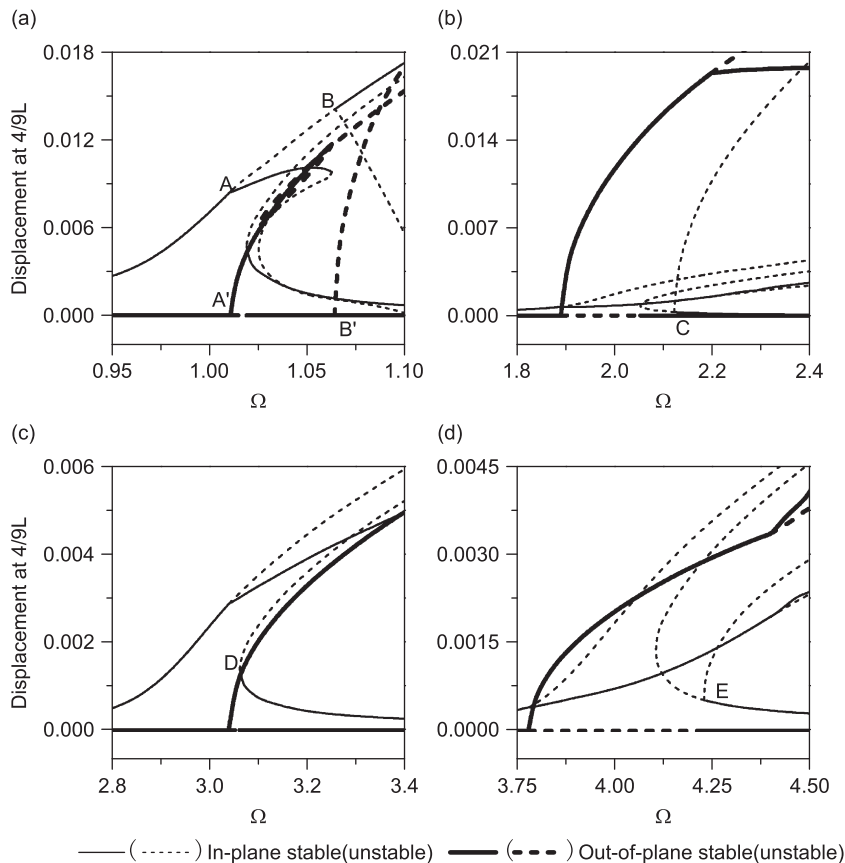 (a)
(b)
Displacement at 4/9L
0.018
0.012
0.006
0.000
A
B
A'
B'
0.95
1.00
1.05
1.10
Ω
0.021
0.014
0.007
0.000
C
1.8
2.0
2.2
2.4
Ω
(c)
(d)
Displacement at 4/9L
0.006
0.004
0.002
0.000
D
2.8
3.0
3.2
3.4
Ω
0.0045
0.0030
0.0015
0.0000
E
3.75
4.00
4.25
4.50
Ω
( ) In-plane stable(unstable) ( ) Out-of-plane stable(unstable)